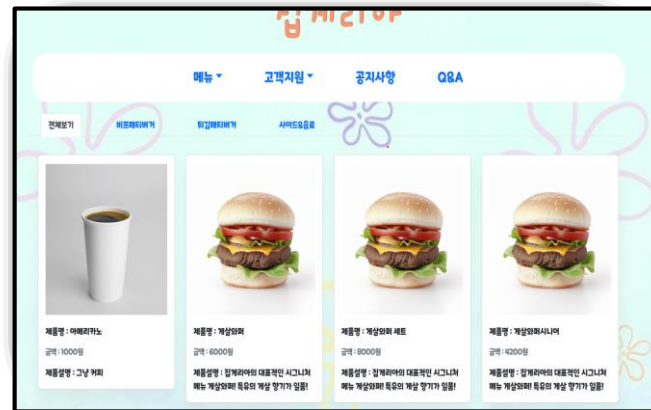 집게리아
메뉴 고객지원 공지사항 Q&A
전체보기 비프패티버거 튀김패티버거 사이드&음료
제품명 : 아메리카노
금액 : 1000원
제품설명 : 그냥 커피
제품명 : 게살와퍼
금액 : 6000원
제품설명 : 집게리아의 대표적인 시그니쳐
메뉴 게살와퍼! 특유의 게살 향기가 일품!
제품명 : 게살와퍼 세트
금액 : 8000원
제품설명 : 집게리아의 대표적인 시그니쳐
메뉴 게살와퍼! 특유의 게살 향기가 일품!
제품명 : 게살와퍼시니어
금액 : 4200원
제품설명 : 집게리아의 대표적인 시그니쳐
메뉴 게살와퍼! 특유의 게살 향기가 일품!